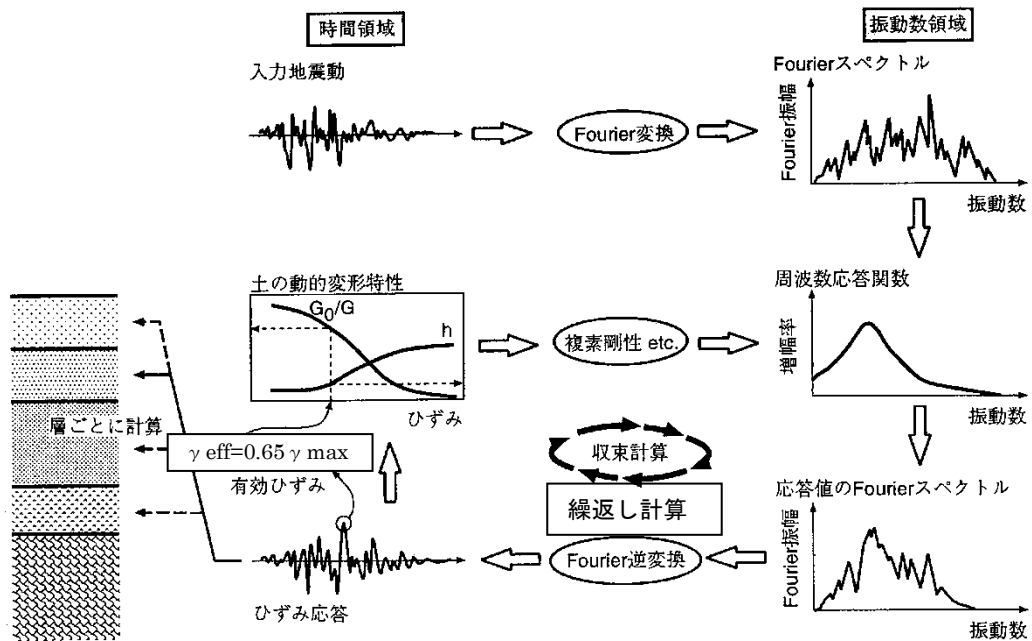 時間領域
振動数領域
入力地震動
Fourier変換
Fourierスペクトル
Fourier振幅
振動数
土の動的変形特性
G₀/G
h
ひずみ
複素剛性 etc.
周波数応答関数
増幅率
振動数
層ごとに計算
γ eff=0.65 γ max
有効ひずみ
収束計算
繰返し計算
Fourier逆変換
ひずみ応答
応答値のFourierスペクトル
Fourier振幅
振動数